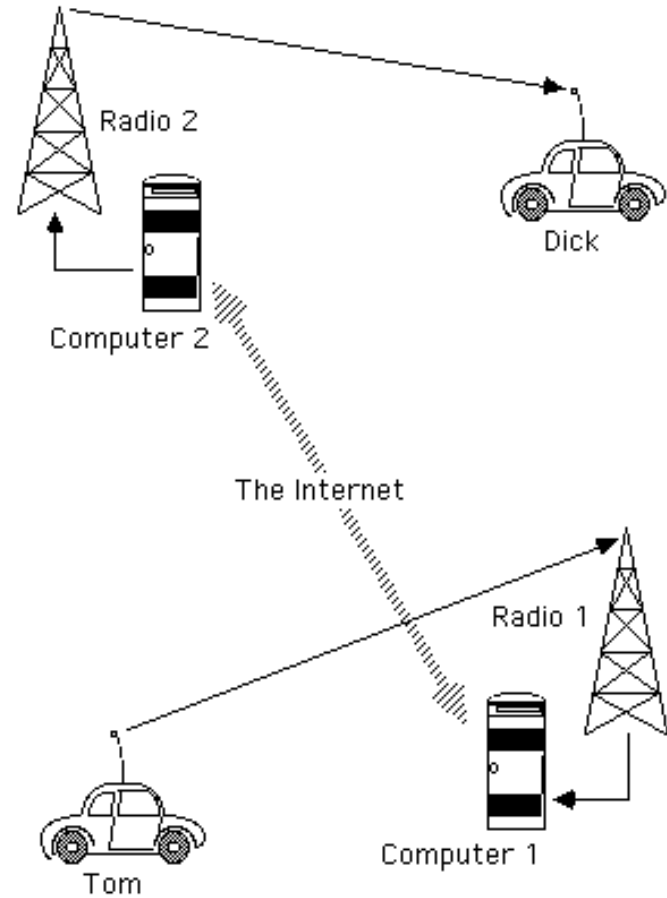 Radio 2
Dick
Computer 2
The Internet
Radio 1
Computer 1
Tom